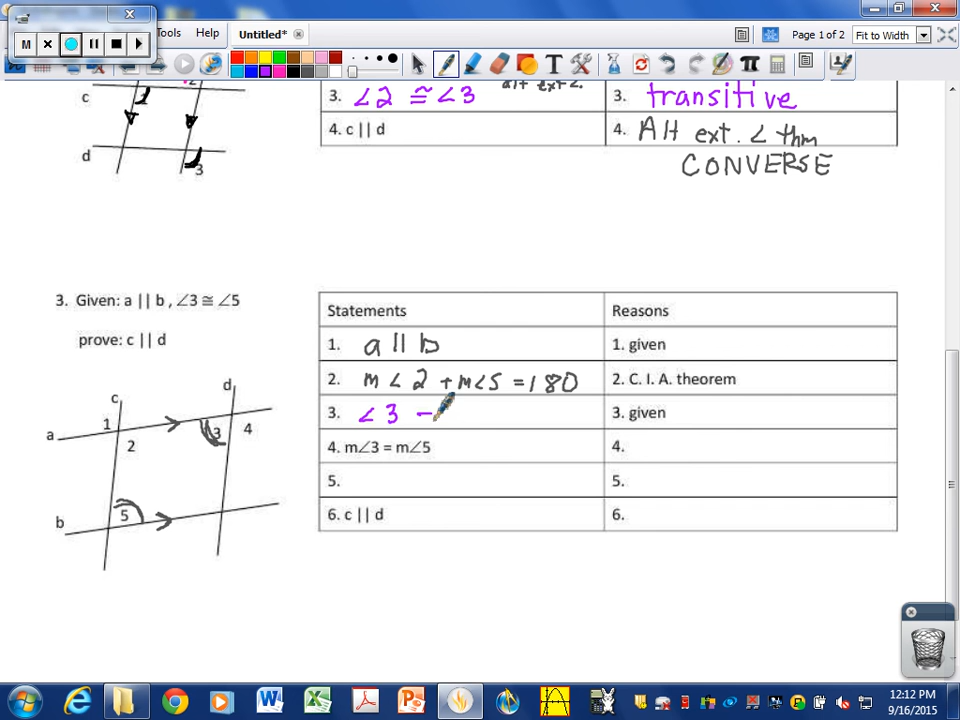 Tools Help Untitled* Page 1 of 2 Fit to Width
c
d
3
3. ∠2 ≅ ∠3
3. transitive
4. c || d
4. Alt ext. ∠ thm
CONVERSE
3. Given: a || b , ∠3 ≅ ∠5
prove: c || d
Statements
Reasons
1. a || b
1. given
2. m∠2 + m∠5 = 180
2. C. I. A. theorem
3. ∠3
3. given
4. m∠3 = m∠5
4.
5.
5.
6. c || d
6.
d
c
1
3
4
a
2
5
b
12:12 PM
9/16/2015